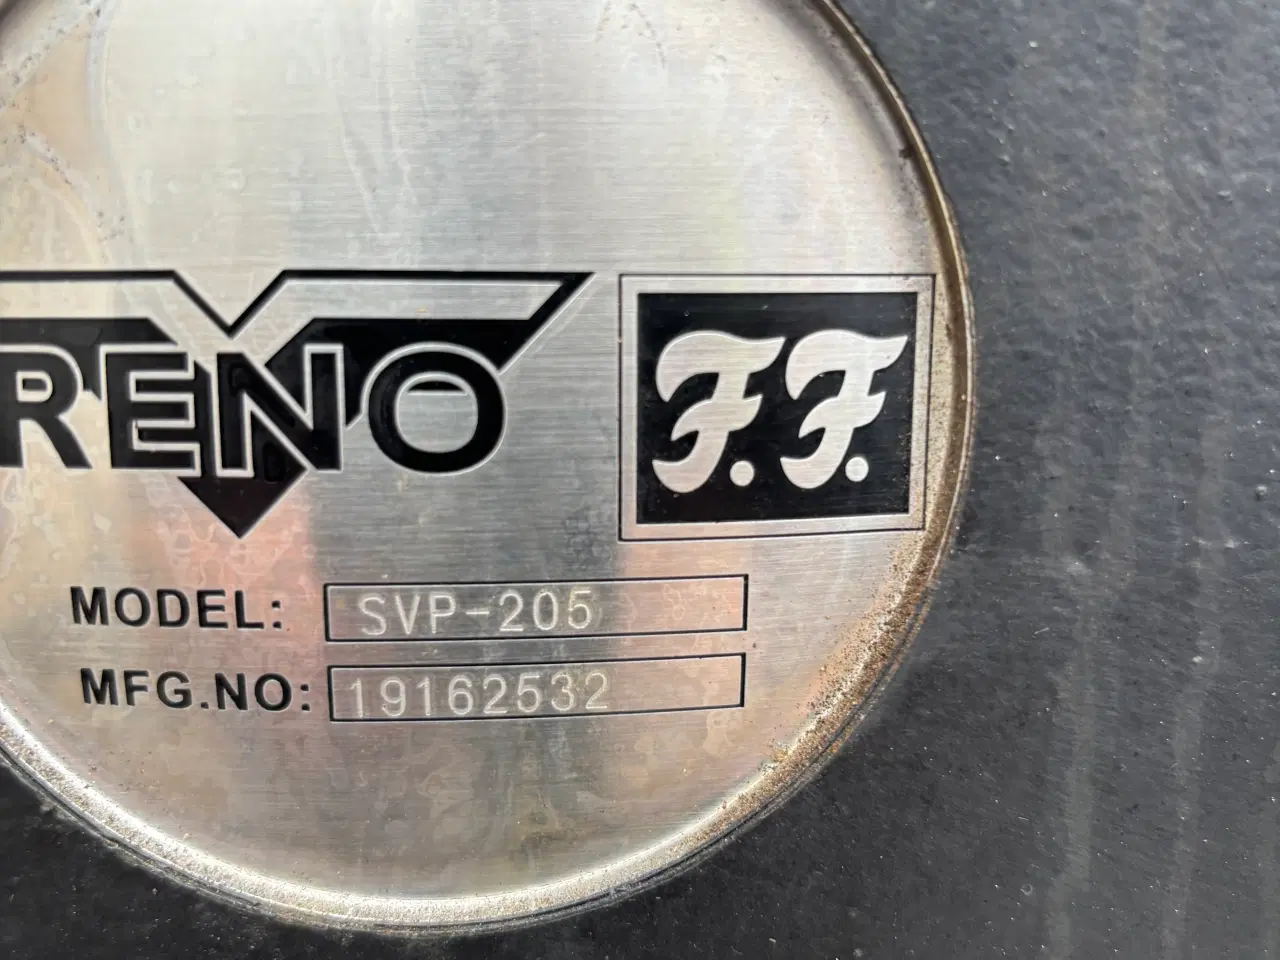 RENO F.F.
MODEL: SVP-205
MFG.NO: 19162532